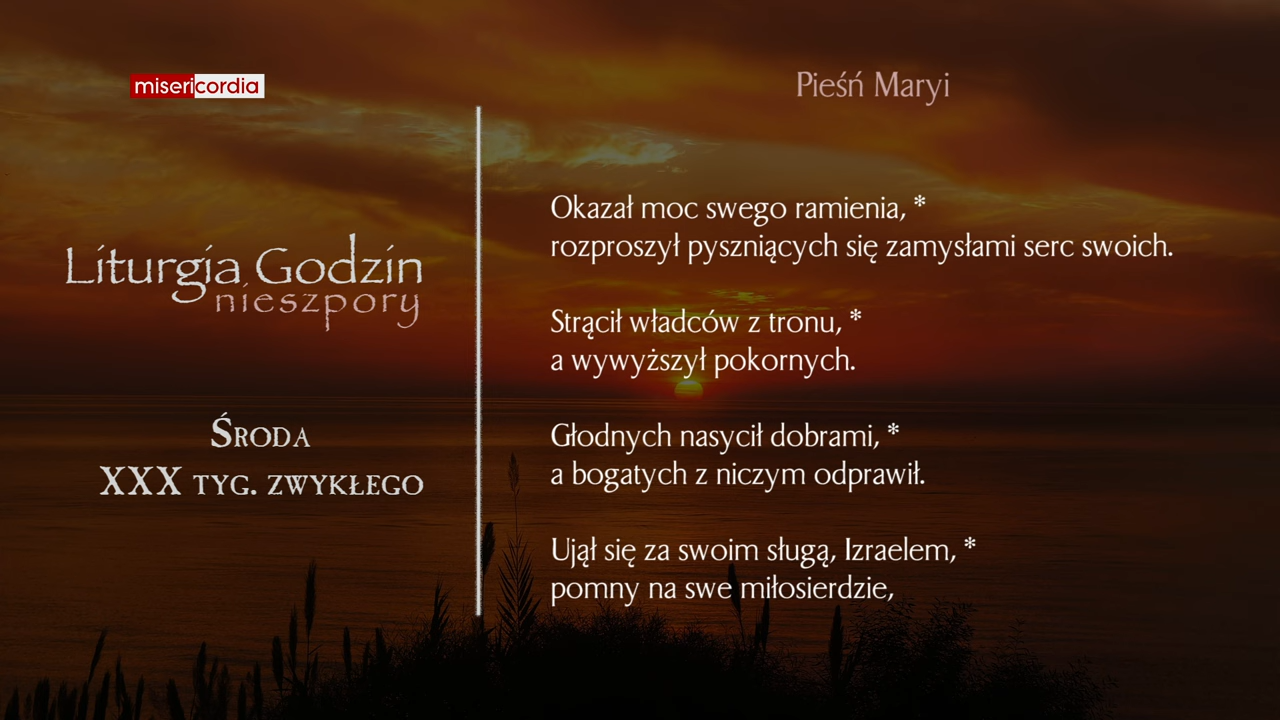 misericordia
Liturgia Godzin
nieszpory
Środa
XXX tyg. zwykłego
Pieśń Maryi
Okazał moc swego ramienia, *
rozproszył pyszniących się zamysłami serc swoich.
Strącił władców z tronu, *
a wywyższył pokornych.
Głodnych nasycił dobrami, *
a bogatych z niczym odprawił.
Ujął się za swoim sługą, Izraelem, *
pomny na swe miłosierdzie,